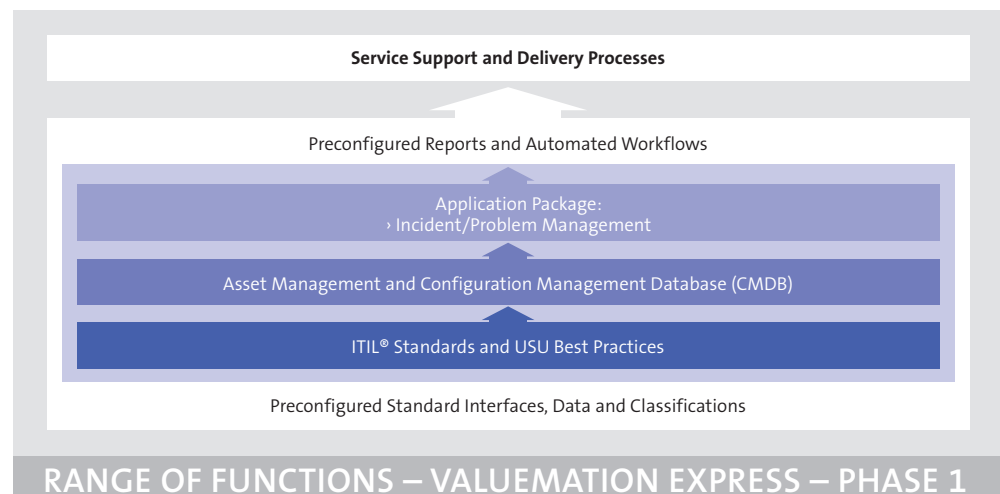 Service Support and Delivery Processes
Preconfigured Reports and Automated Workflows
Application Package:
› Incident/Problem Management
Asset Management and Configuration Management Database (CMDB)
ITIL® Standards and USU Best Practices
Preconfigured Standard Interfaces, Data and Classifications
RANGE OF FUNCTIONS – VALUEMATION EXPRESS – PHASE 1